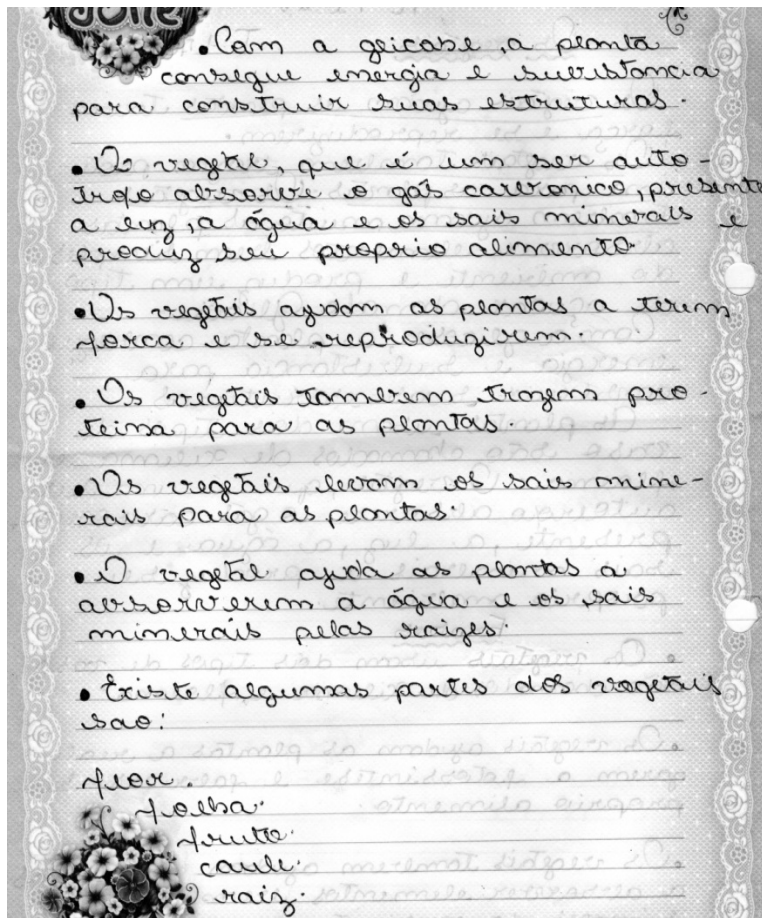 Jolie
• Com a glicose, a planta
consegue energia e substancia
para construir suas estruturas.
• O vegetal, que é um ser auto-
trofo absorve o gás carbonico, presente
a luz, a água e os sais minerais e
produz seu proprio alimento.
• Os vegetais ajudam as plantas a terem
forca e se reproduzirem.
• Os vegetais tambem trazem pro-
teina para as plantas.
• Os vegetais levam os sais mine-
rais para as plantas.
• O vegetal ajuda as plantas a
absorverem a água e os sais
minerais pelas raizes.
• Existe algumas partes dos vegetais
sao:
flor.
folha.
fruto.
caule.
raiz.